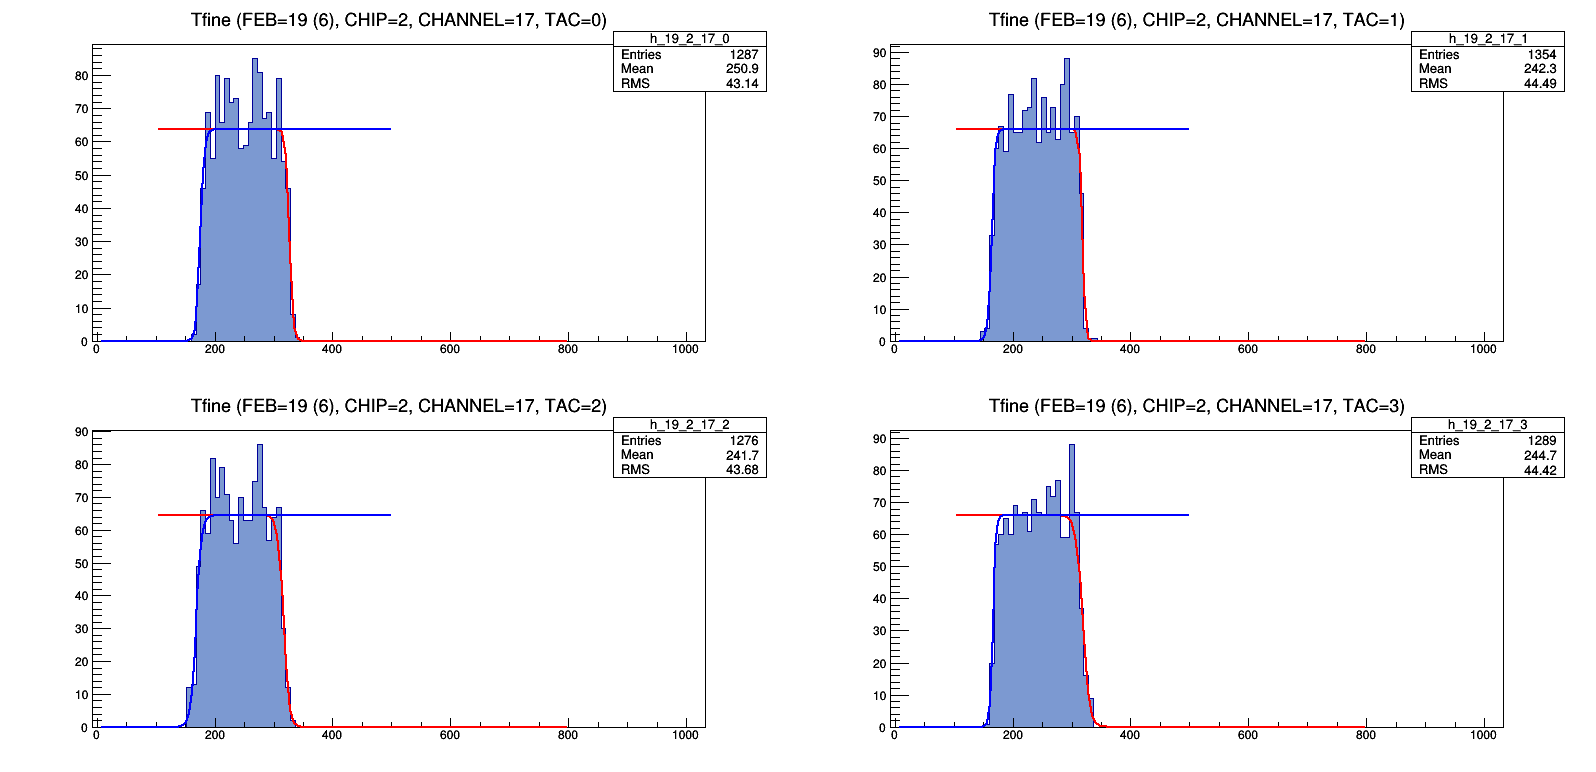 Tfine (FEB=19 (6), CHIP=2, CHANNEL=17, TAC=0)
h_19_2_17_0
Entries 1287
Mean 250.9
RMS 43.14
80
70
60
50
40
30
20
10
0
0 200 400 600 800 1000
Tfine (FEB=19 (6), CHIP=2, CHANNEL=17, TAC=1)
h_19_2_17_1
Entries 1354
Mean 242.3
RMS 44.49
90
80
70
60
50
40
30
20
10
0
0 200 400 600 800 1000
Tfine (FEB=19 (6), CHIP=2, CHANNEL=17, TAC=2)
h_19_2_17_2
Entries 1276
Mean 241.7
RMS 43.68
90
80
70
60
50
40
30
20
10
0
0 200 400 600 800 1000
Tfine (FEB=19 (6), CHIP=2, CHANNEL=17, TAC=3)
h_19_2_17_3
Entries 1289
Mean 244.7
RMS 44.42
90
80
70
60
50
40
30
20
10
0
0 200 400 600 800 1000